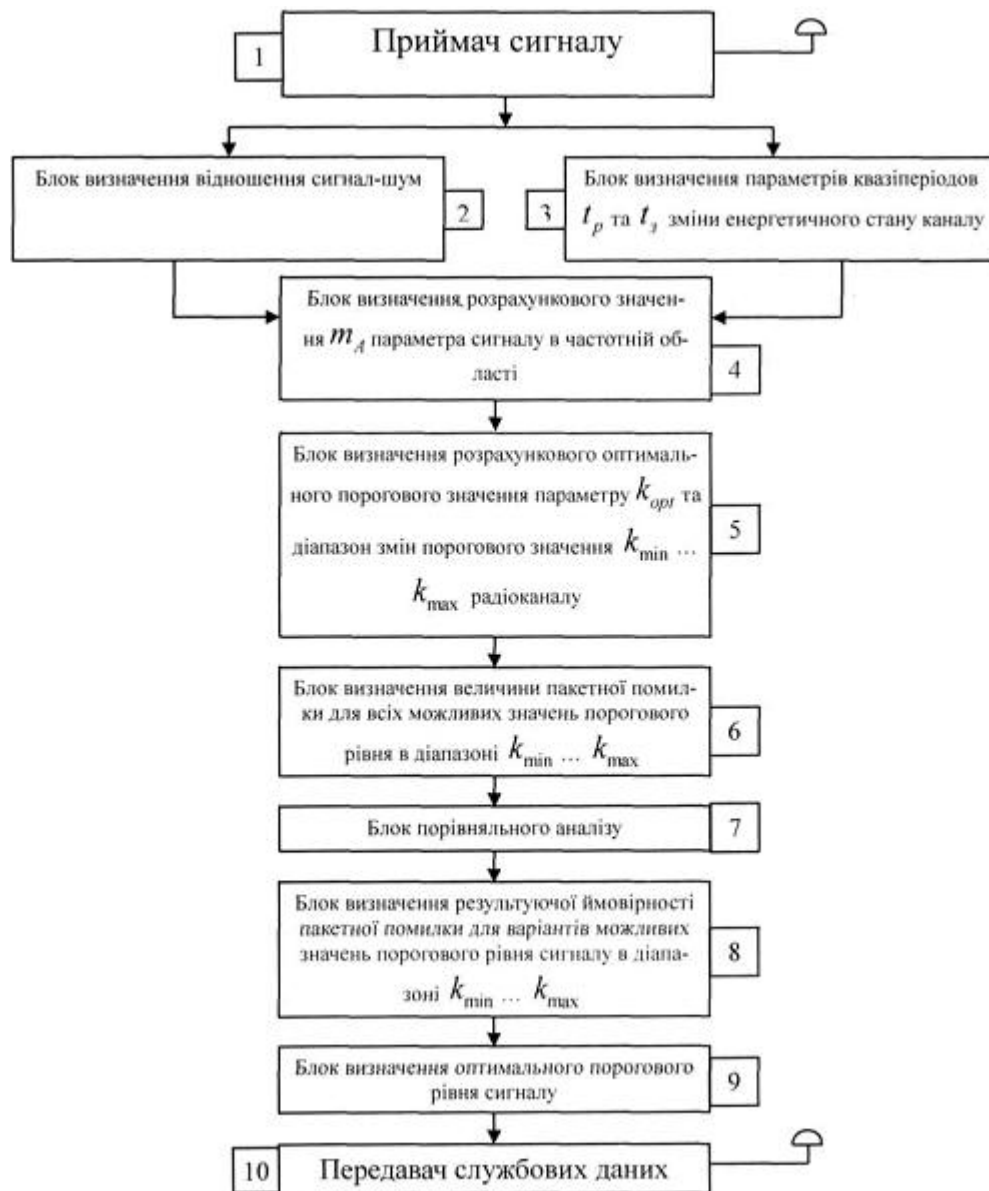 Приймач сигналу
1
Блок визначення відношення сигнал-шум
2
3
Блок визначення параметрів квазіперіодів
t_p та t_з зміни енергетичного стану каналу
Блок визначення розрахункового значен-
ня m_A параметра сигналу в частотній об-
ласті
4
Блок визначення розрахункового оптималь-
ного порогового значення параметру k_opt та
діапазон змін порогового значення k_min ...
k_max радіоканалу
5
Блок визначення величини пакетної помил-
ки для всіх можливих значень порогового
рівня в діапазоні k_min ... k_max
6
Блок порівняльного аналізу
7
Блок визначення результуючої ймовірності
пакетної помилки для варіантів можливих
значень порогового рівня сигналу в діапа-
зоні k_min ... k_max
8
Блок визначення оптимального порогового
рівня сигналу
9
10
Передавач службових даних